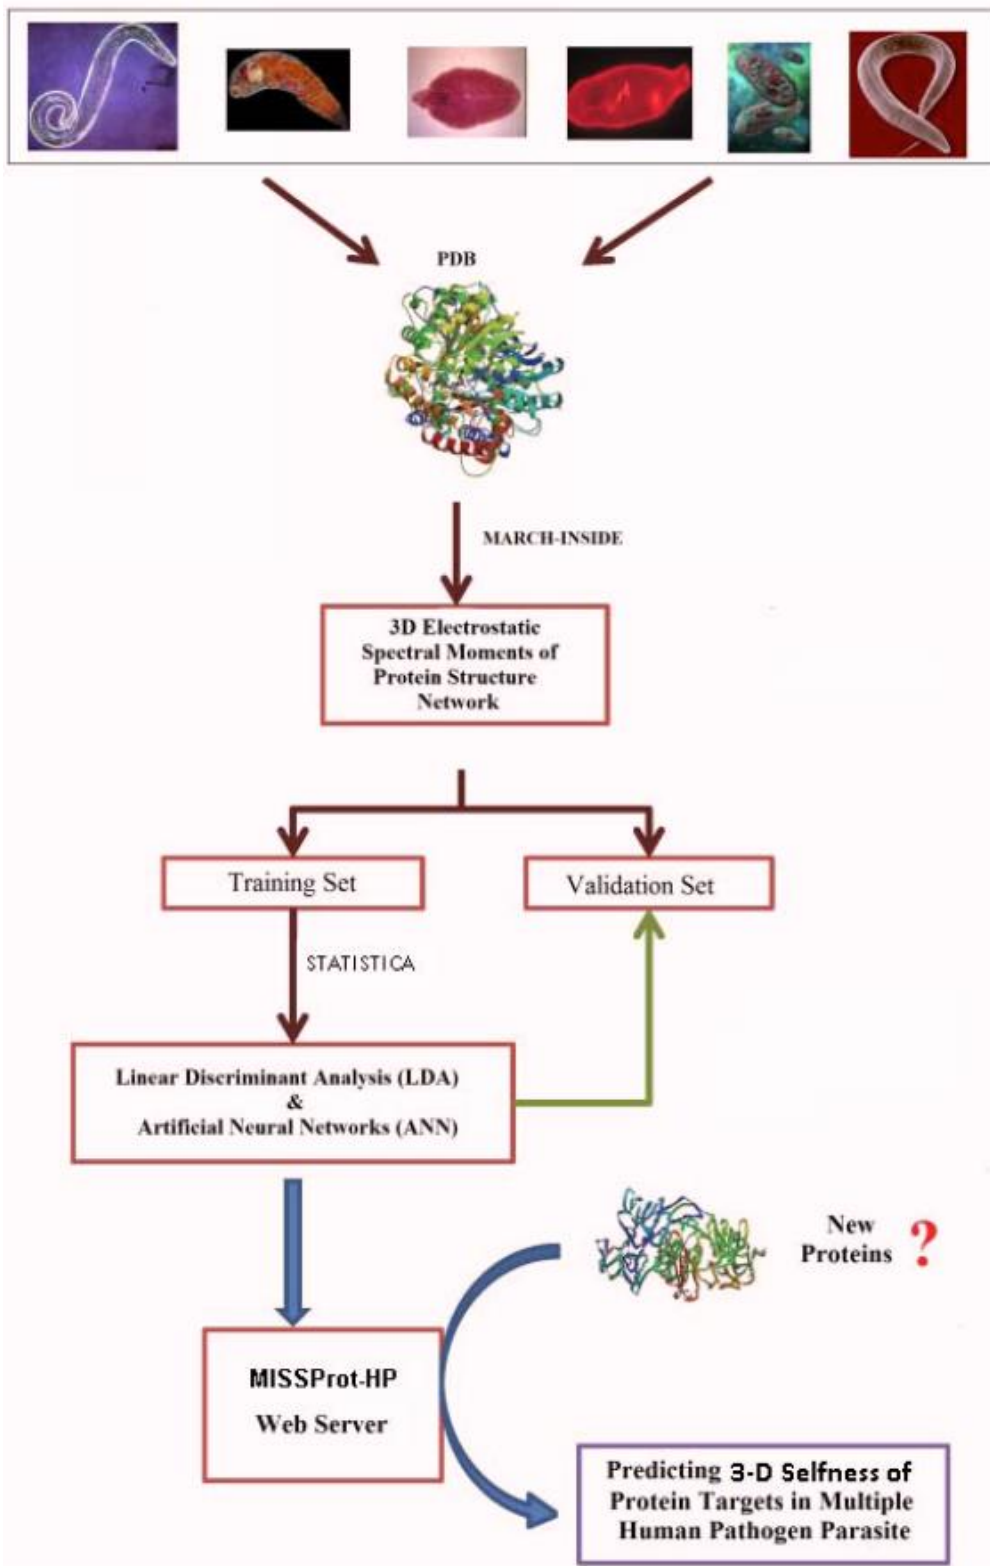 PDB
MARCH-INSIDE
3D Electrostatic
Spectral Moments of
Protein Structure
Network
Training Set
Validation Set
STATISTICA
Linear Discriminant Analysis (LDA)
&
Artificial Neural Networks (ANN)
New
Proteins ?
MISSProt-HP
Web Server
Predicting 3-D Selfness of
Protein Targets in Multiple
Human Pathogen Parasite